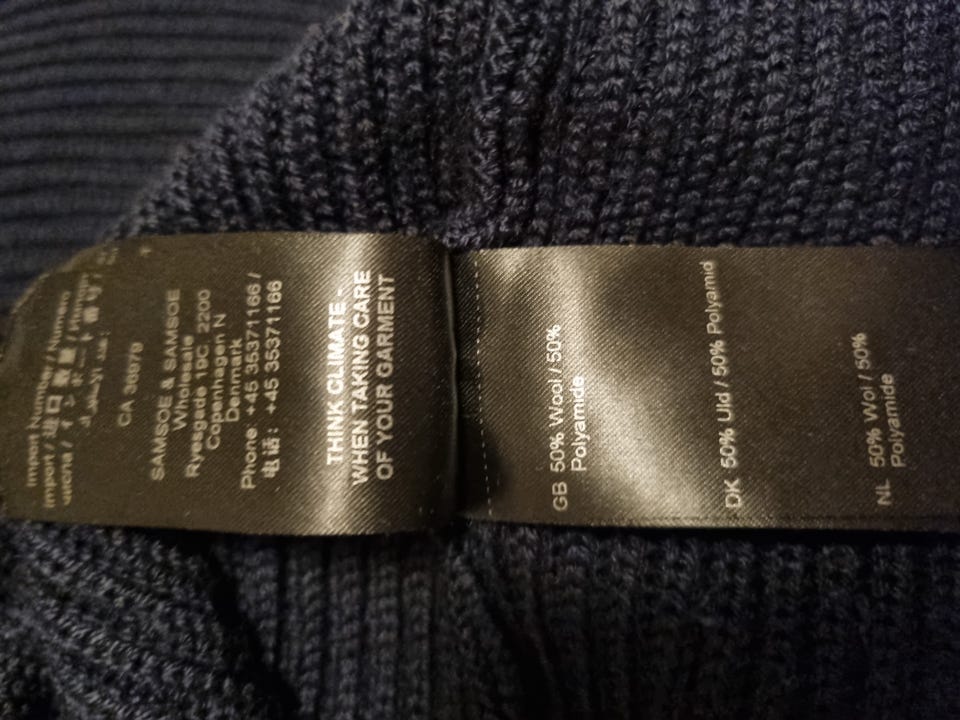 Import Number / Numero
CA 36979
SAMSOE & SAMSOE
Wholesale
Ryesgade 19C, 2200
Copenhagen N
Denmark
Phone: +45 35371166 /
电话: +45 35371166
THINK CLIMATE -
WHEN TAKING CARE
OF YOUR GARMENT
GB 50% Wool / 50%
Polyamide
DK 50% Uld / 50% Polyamid
NL 50% Wol / 50%
Polyamide